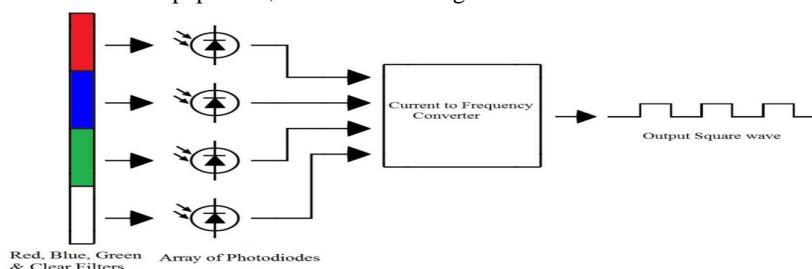 Current to Frequency
Converter
Output Square wave
Red, Blue, Green
& Clear Filters
Array of Photodiodes